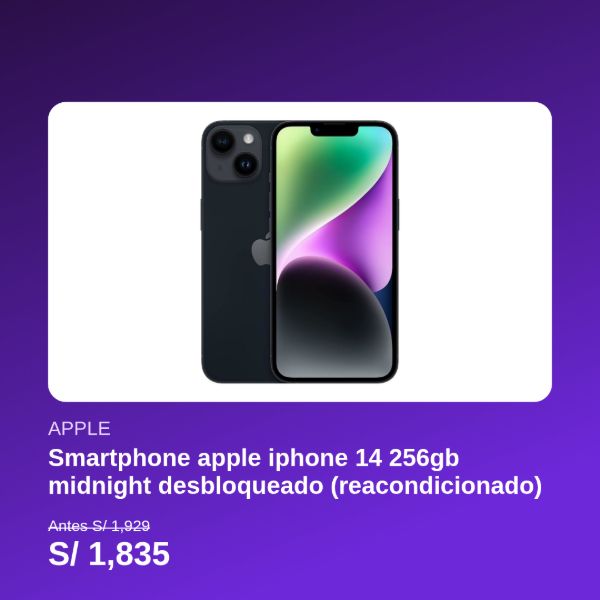 APPLE
Smartphone apple iphone 14 256gb
midnight desbloqueado (reacondicionado)
Antes S/ 1,929
S/ 1,835